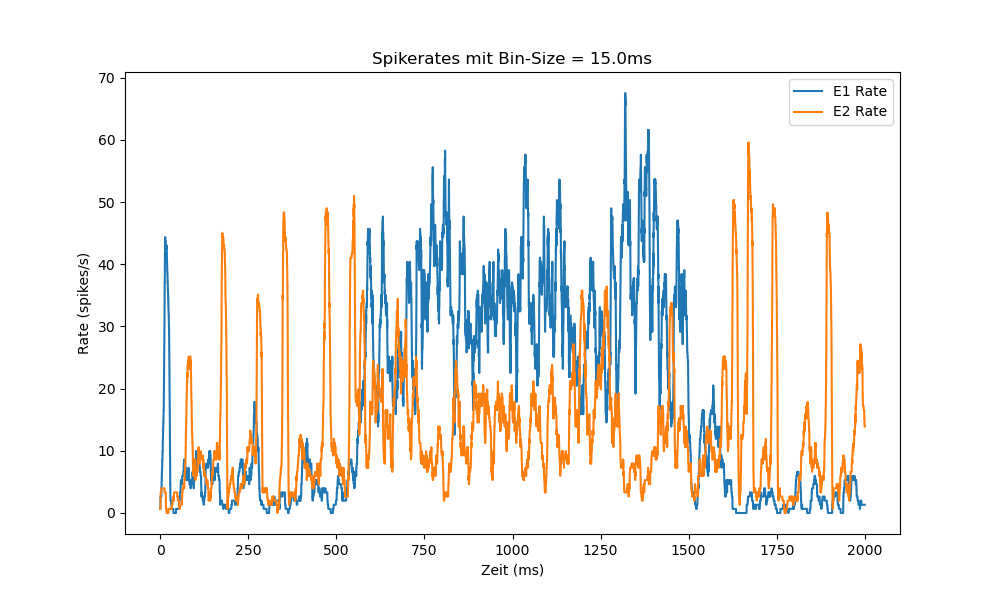 Spikerates mit Bin-Size = 15.0ms
E1 Rate
E2 Rate
Rate (spikes/s)
70
60
50
40
30
20
10
0
0 250 500 750 1000 1250 1500 1750 2000
Zeit (ms)